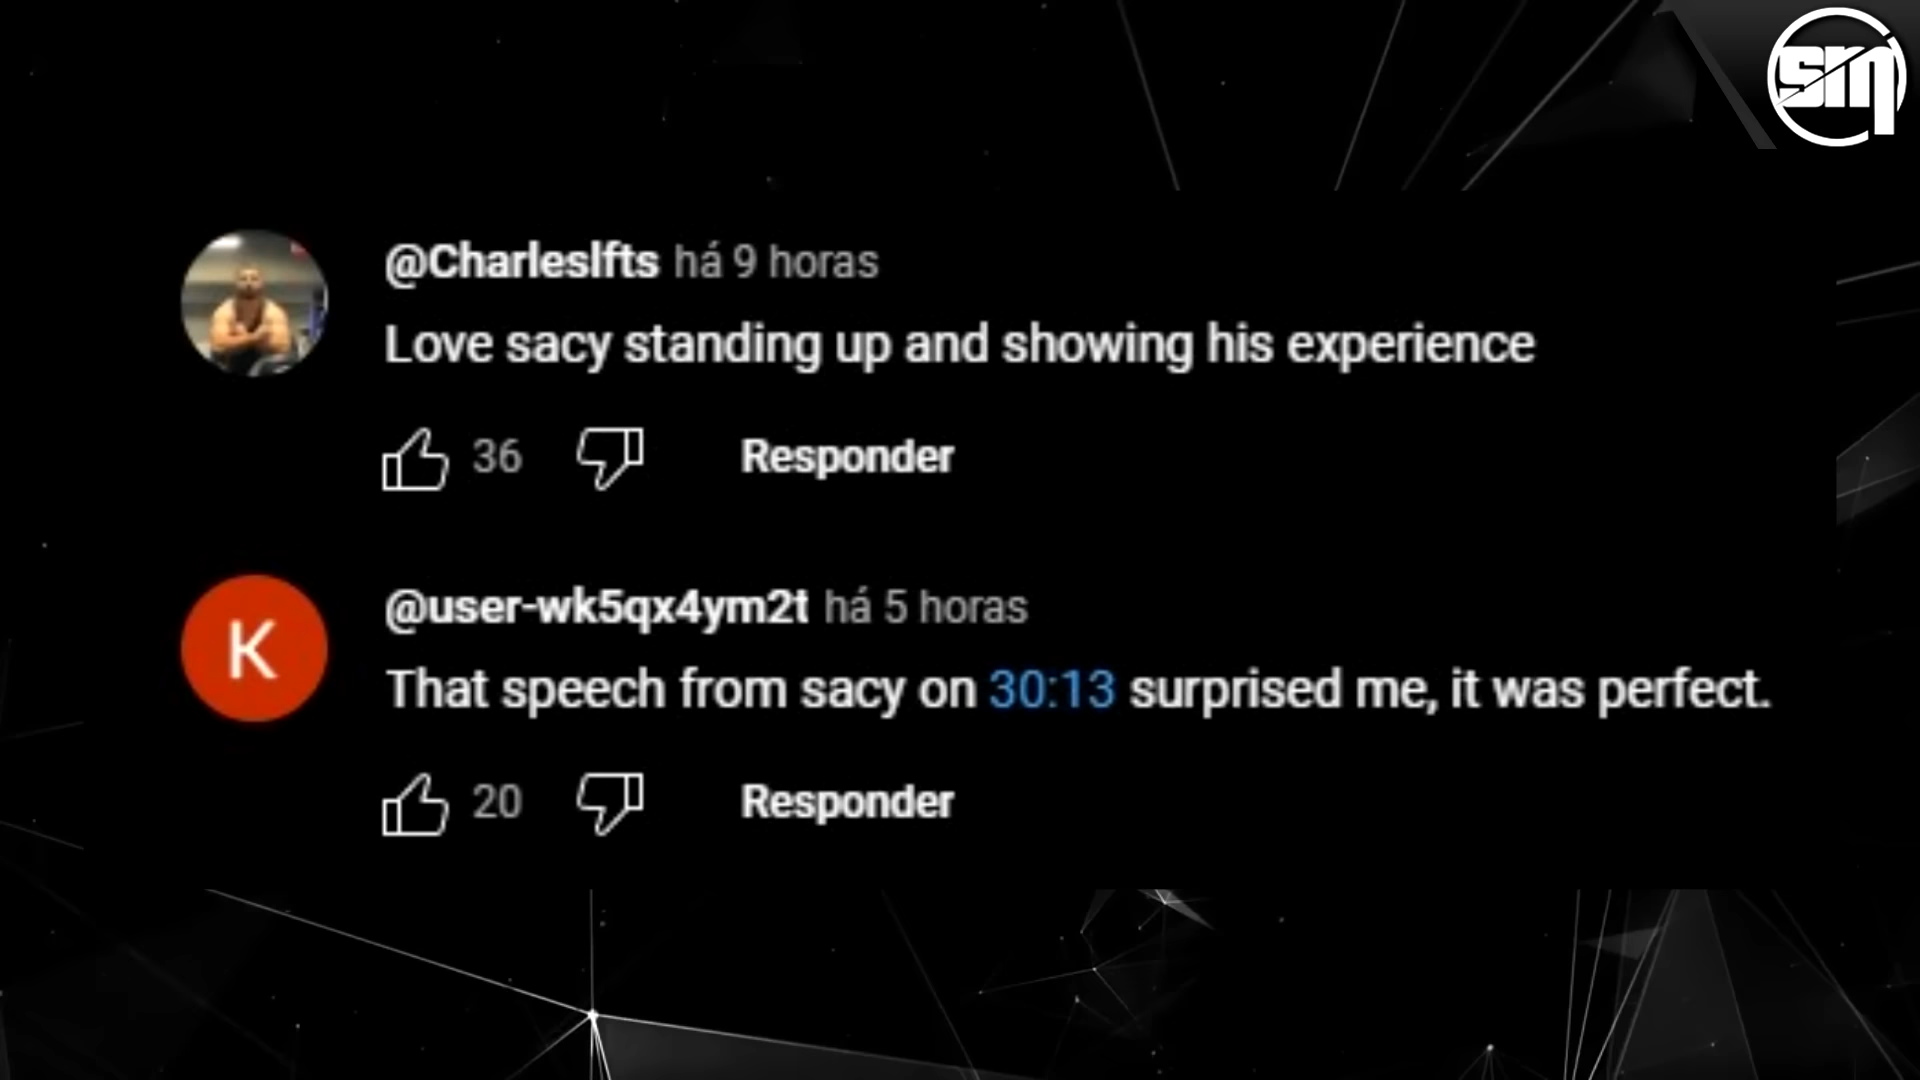 sm
@Charleslfts há 9 horas
Love sacy standing up and showing his experience
36 Responder
K
@user-wk5qx4ym2t há 5 horas
That speech from sacy on 30:13 surprised me, it was perfect.
20 Responder